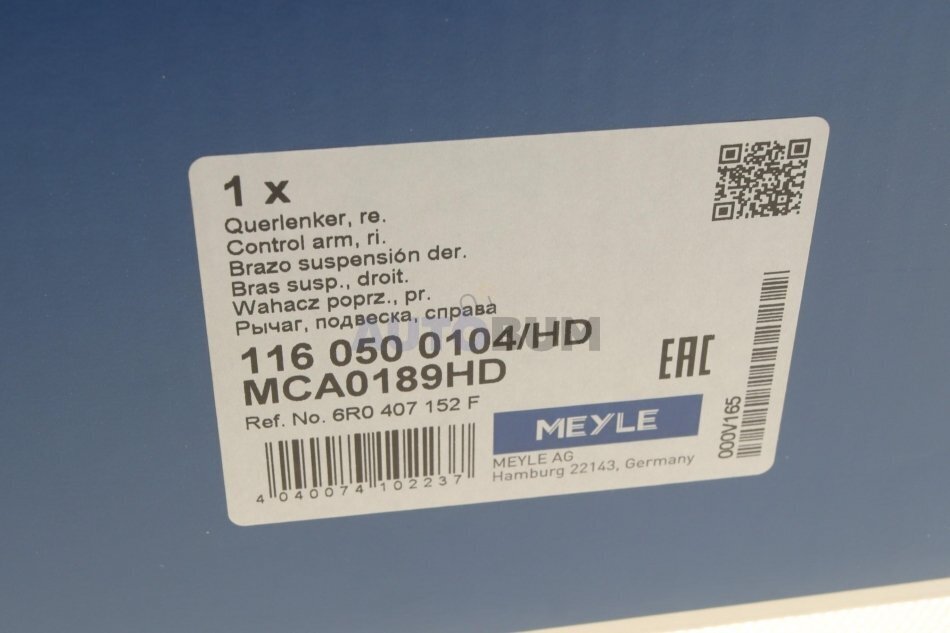 1 x
Querlenker, re.
Control arm, ri.
Brazo suspensión der.
Bras susp., droit.
Wahacz poprz., pr.
Рычаг, подвеска, справа
AUTORUM
116 050 0104/HD
MCA0189HD
Ref. No. 6R0 407 152 F
4 040074 102237
MEYLE
MEYLE AG
Hamburg 22143, Germany
EAC
000V165